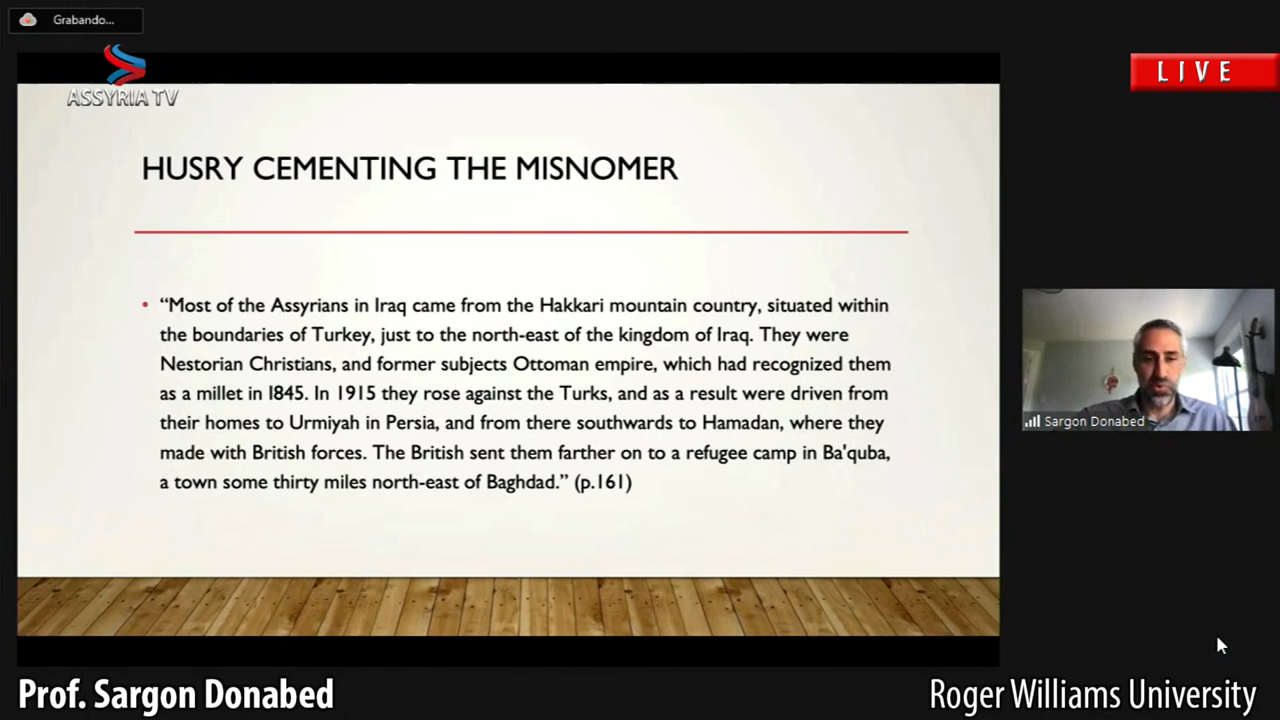 Grabando...
ASSYRIA TV
LIVE
HUSRY CEMENTING THE MISNOMER
• “Most of the Assyrians in Iraq came from the Hakkari mountain country, situated within
the boundaries of Turkey, just to the north-east of the kingdom of Iraq. They were
Nestorian Christians, and former subjects Ottoman empire, which had recognized them
as a millet in 1845. In 1915 they rose against the Turks, and as a result were driven from
their homes to Urmiyah in Persia, and from there southwards to Hamadan, where they
made with British forces. The British sent them farther on to a refugee camp in Ba'quba,
a town some thirty miles north-east of Baghdad.” (p.161)
Sargon Donabed
Prof. Sargon Donabed
Roger Williams University